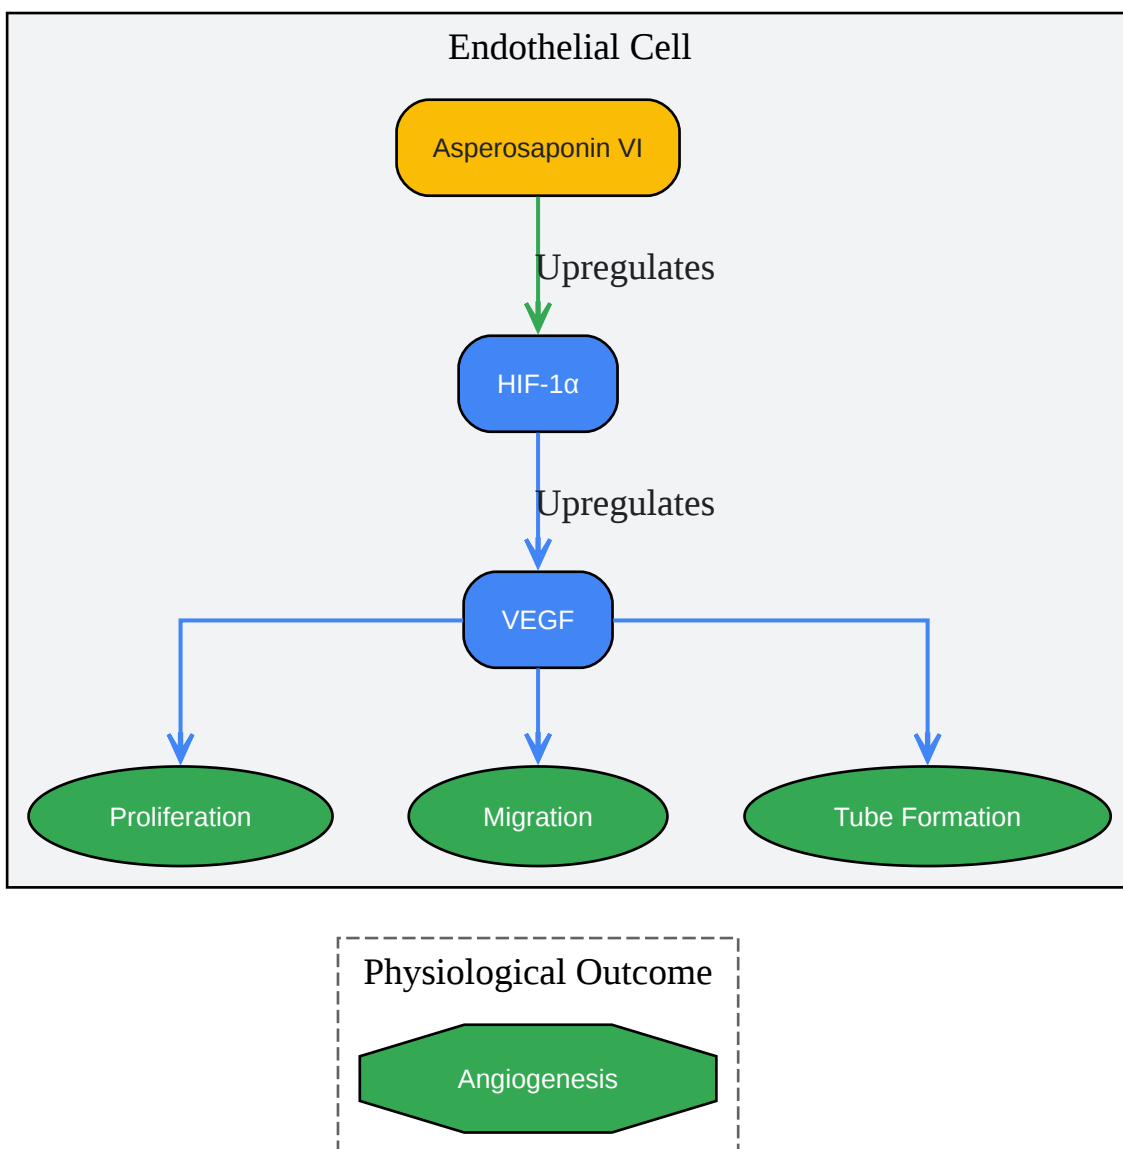 Endothelial Cell
Asperosaponin VI
Upregulates
HIF-1α
Upregulates
VEGF
Proliferation
Migration
Tube Formation
Physiological Outcome
Angiogenesis